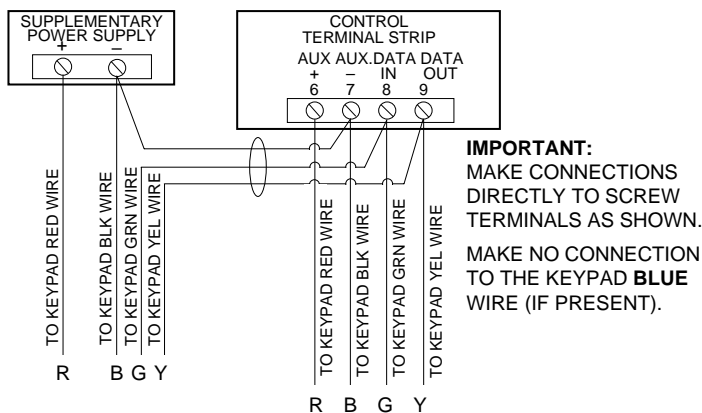 SUPPLEMENTARY
POWER SUPPLY
+ –
CONTROL
TERMINAL STRIP
AUX AUX. DATA DATA
+ – IN OUT
6 7 8 9
IMPORTANT:
MAKE CONNECTIONS
DIRECTLY TO SCREW
TERMINALS AS SHOWN.
MAKE NO CONNECTION
TO THE KEYPAD BLUE
WIRE (IF PRESENT).
TO KEYPAD RED WIRE
TO KEYPAD BLK WIRE
TO KEYPAD GRN WIRE
TO KEYPAD YEL WIRE
TO KEYPAD RED WIRE
TO KEYPAD BLK WIRE
TO KEYPAD GRN WIRE
TO KEYPAD YEL WIRE
R B G Y
R B G Y